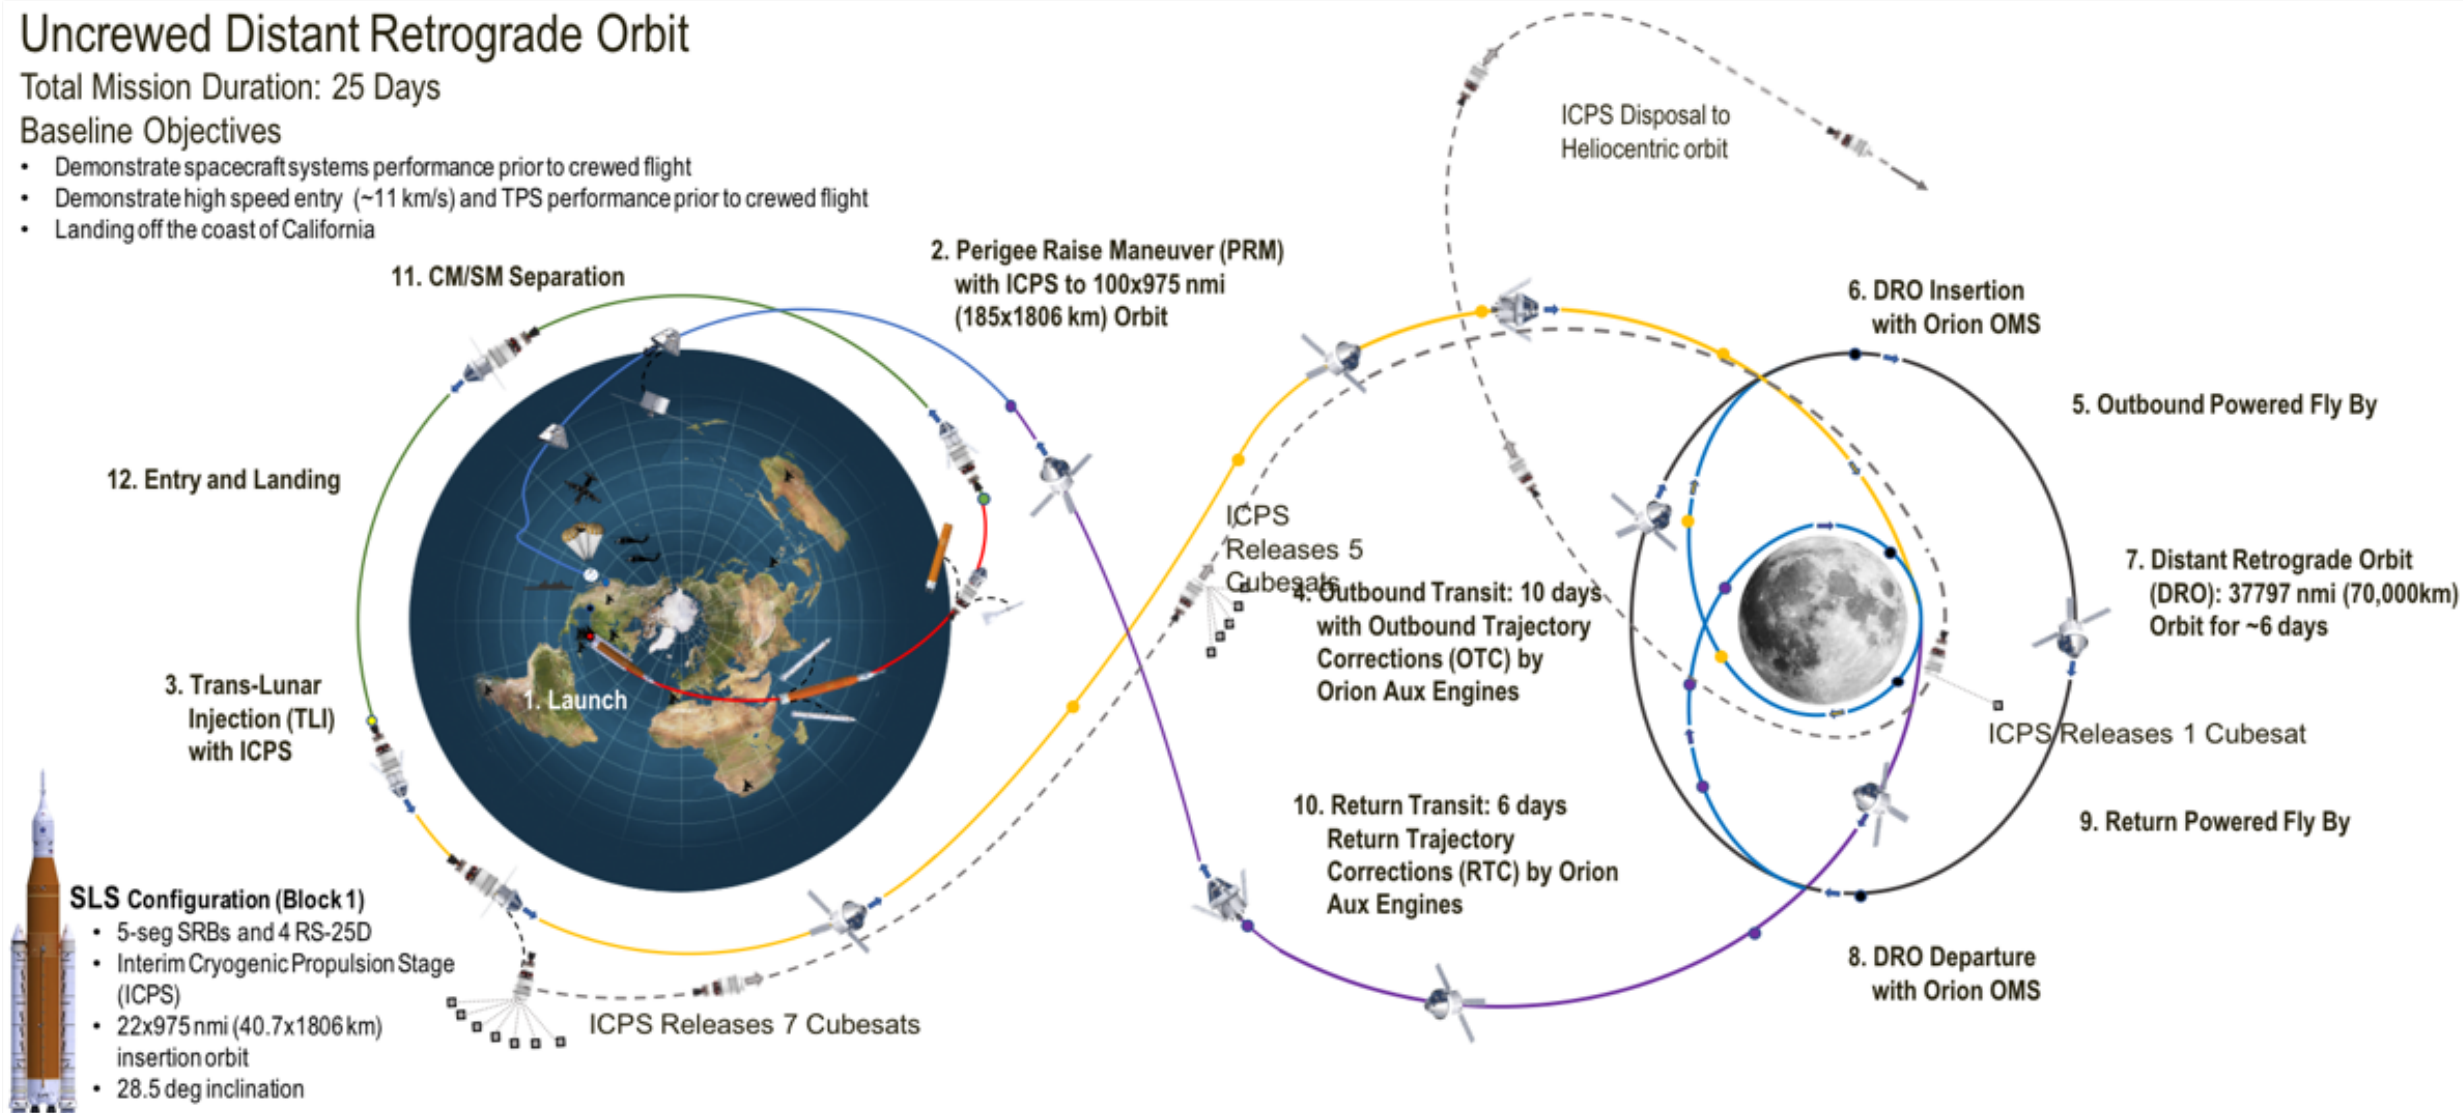 Uncrewed Distant Retrograde Orbit
Total Mission Duration: 25 Days
Baseline Objectives
• Demonstrate spacecraft systems performance prior to crewed flight
• Demonstrate high speed entry (~11 km/s) and TPS performance prior to crewed flight
• Landing off the coast of California
11. CM/SM Separation
2. Perigee Raise Maneuver (PRM)
with ICPS to 100x975 nmi
(185x1806 km) Orbit
ICPS Disposal to
Heliocentric orbit
6. DRO Insertion
with Orion OMS
5. Outbound Powered Fly By
12. Entry and Landing
ICPS
Releases 5
Cubesats
4. Outbound Transit: 10 days
with Outbound Trajectory
Corrections (OTC) by
Orion Aux Engines
7. Distant Retrograde Orbit
(DRO): 37797 nmi (70,000km)
Orbit for ~6 days
3. Trans-Lunar
Injection (TLI)
with ICPS
1. Launch
ICPS Releases 1 Cubesat
10. Return Transit: 6 days
Return Trajectory
Corrections (RTC) by Orion
Aux Engines
9. Return Powered Fly By
8. DRO Departure
with Orion OMS
SLS Configuration (Block 1)
• 5-seg SRBs and 4 RS-25D
• Interim Cryogenic Propulsion Stage
(ICPS)
• 22x975 nmi (40.7x1806 km)
insertion orbit
• 28.5 deg inclination
ICPS Releases 7 Cubesats